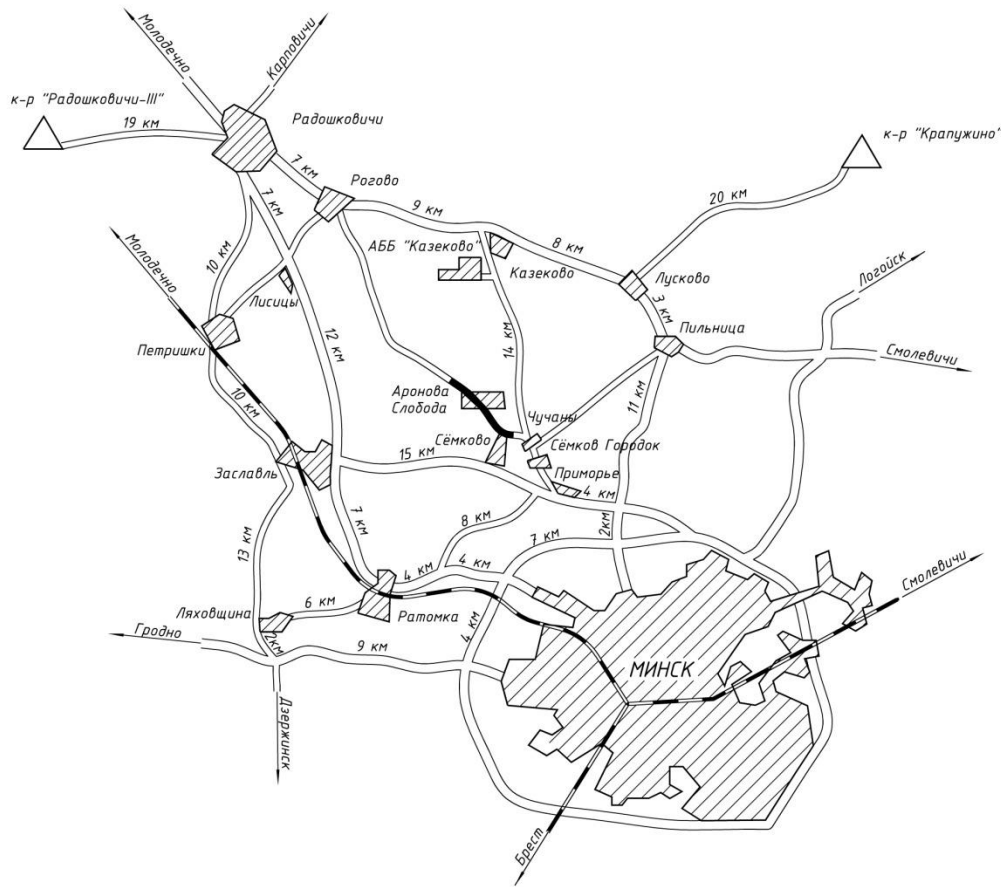 Молодечно
Карповичи
к-р "Радошковичи-III"
19 км
Радошковичи
к-р "Крапужино"
7 км
Рогово
7 км
9 км
20 км
10 км
АББ "Казеково"
8 км
Казеково
Лусково
Логойск
Молодечно
Лисицы
3 км
Пильница
Петришки
12 км
14 км
Смолевичи
10 км
Аронова
Слобода
11 км
Чучаны
Сёмково
Сёмков Городок
15 км
Приморье
Заславль
4 км
7 км
8 км
2км
7 км
13 км
4 км
4 км
Смолевичи
6 км
Ляховщина
Ратомка
Гродно
2км
9 км
4 км
МИНСК
Дзержинск
Брест